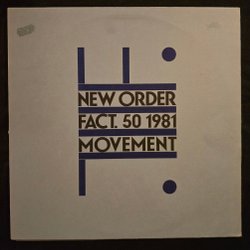 NEW ORDER
FACT. 50 1981
MOVEMENT